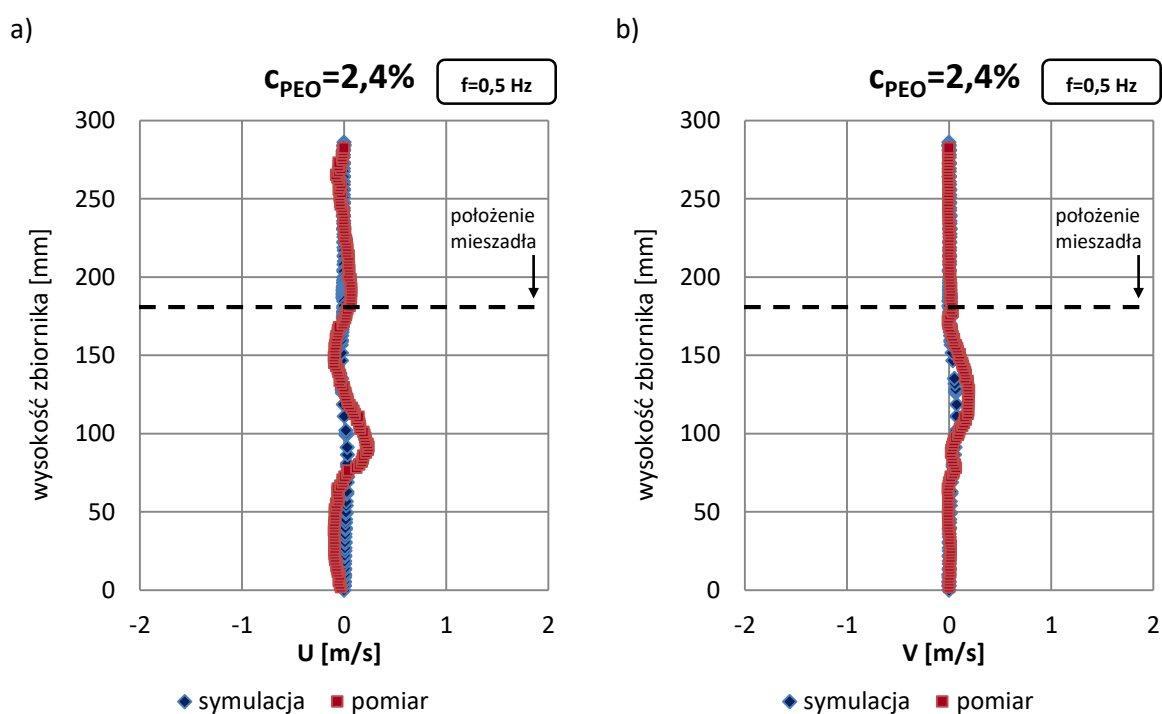 a)
c_PEO=2,4%
f=0,5 Hz
300
250
200
150
100
50
0
wysokość zbiornika [mm]
położenie
mieszadła
-2
-1
0
1
2
U [m/s]
symulacja
pomiar
b)
c_PEO=2,4%
f=0,5 Hz
300
250
200
150
100
50
0
wysokość zbiornika [mm]
położenie
mieszadła
-2
-1
0
1
2
V [m/s]
symulacja
pomiar